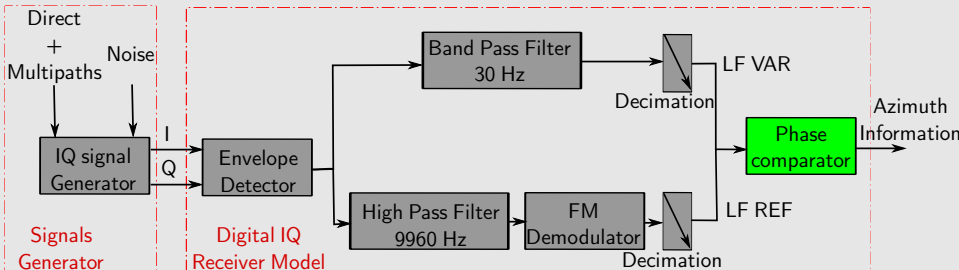 Direct
+
Multipaths
Noise
IQ signal
Generator
I
Q
Signals
Generator
Envelope
Detector
Digital IQ
Receiver Model
Band Pass Filter
30 Hz
Decimation
LF VAR
High Pass Filter
9960 Hz
FM
Demodulator
Decimation
LF REF
Phase
comparator
Azimuth
Information